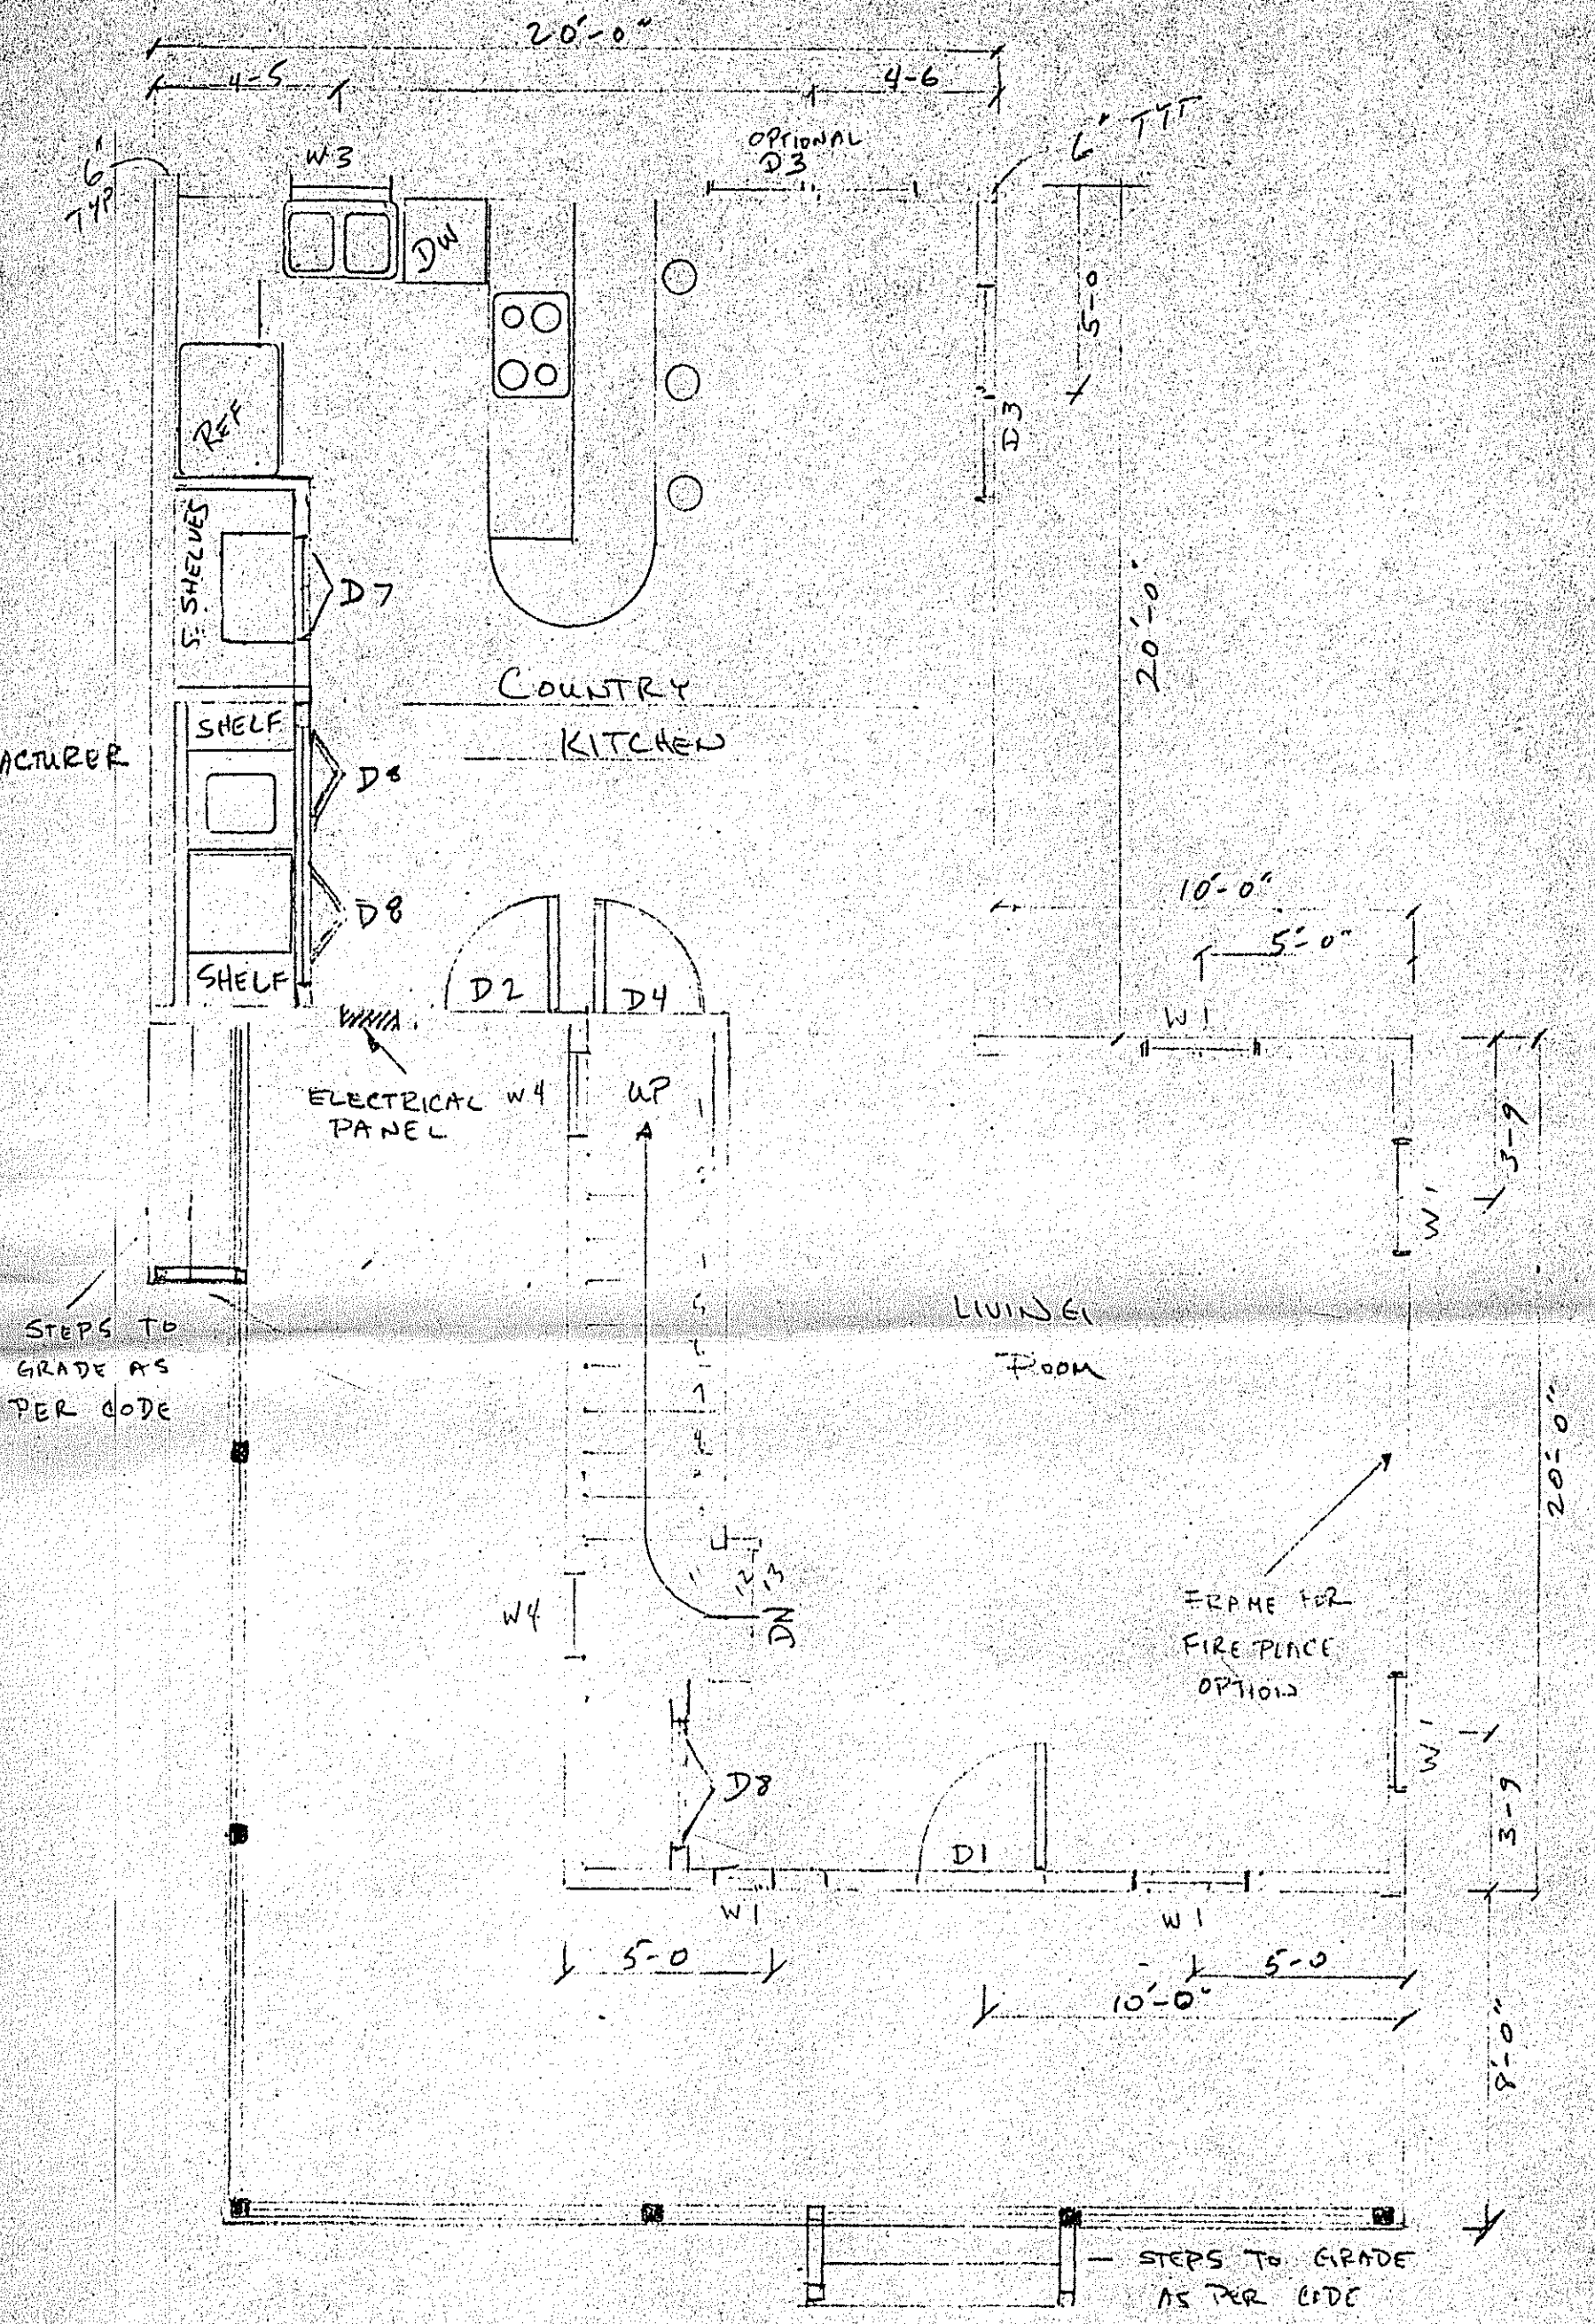 20'-0"
4-5
4-6
OPTIONAL
D3
6" TYP
W3
6"
TYP
DW
5-0
REF
D3
5-SHELVES
D7
20'-0"
COUNTRY
KITCHEN
SHELF
ACTURER
D8
10'-0"
D8
5'-0"
SHELF
D2
D4
W1
ELECTRICAL
PANEL
W4
UP
3-9
W1
STEPS TO
GRADE AS
PER CODE
LIVING
ROOM
20'-0"
11
12
13
DN
W4
FRAME FOR
FIRE PLACE
OPTION
W1
D8
3-9
D1
W1
W1
5-0
5-0
10'-0"
8'-0"
STEPS TO GRADE
AS PER CODE